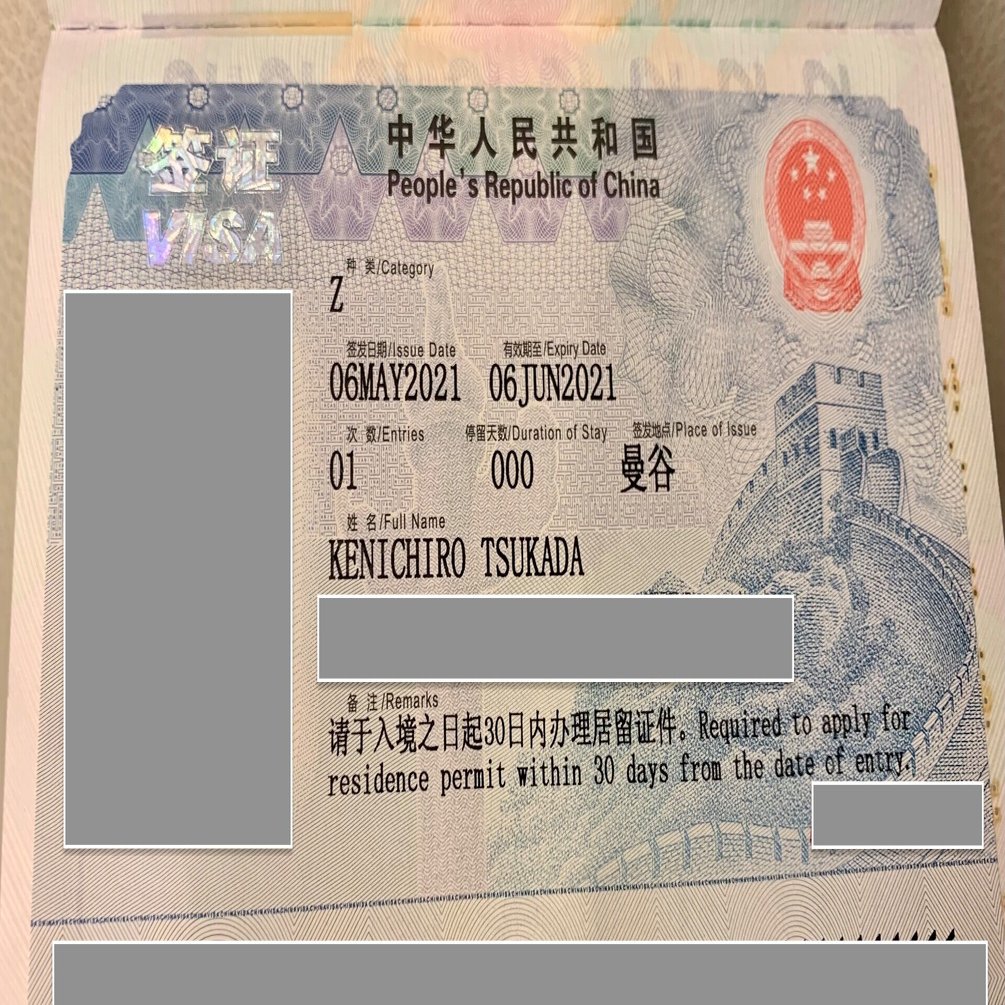 签证
VISA
中华人民共和国
People's Republic of China
种 类/Category
Z
签发日期/Issue Date 有效期至/Expiry Date
06MAY2021 06JUN2021
次 数/Entries 停留天数/Duration of Stay 签发地点/Place of Issue
01 000 曼谷
姓 名/Full Name
KENICHIRO TSUKADA
备 注/Remarks
请于入境之日起30日内办理居留证件。Required to apply for
residence permit within 30 days from the date of entry.